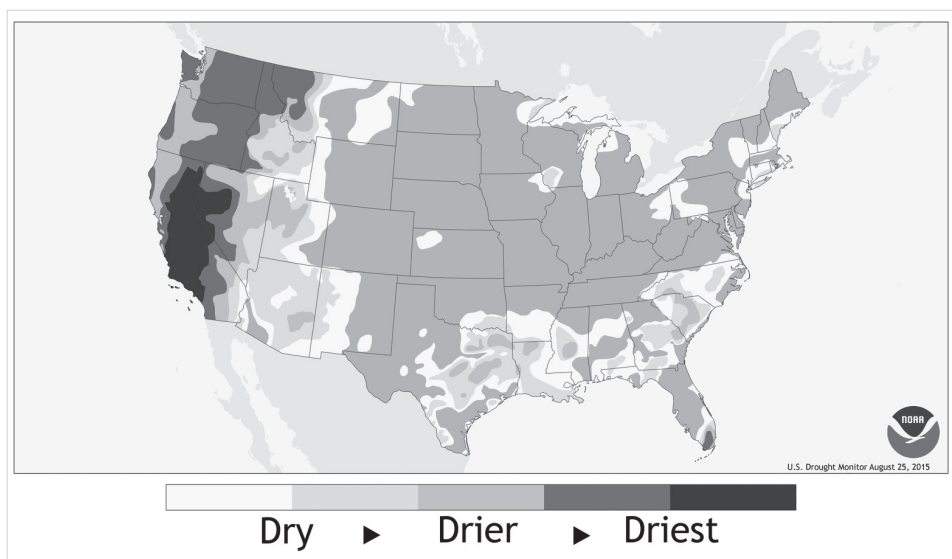 NOAA
U.S. Drought Monitor August 25, 2015
Dry ▶ Drier ▶ Driest